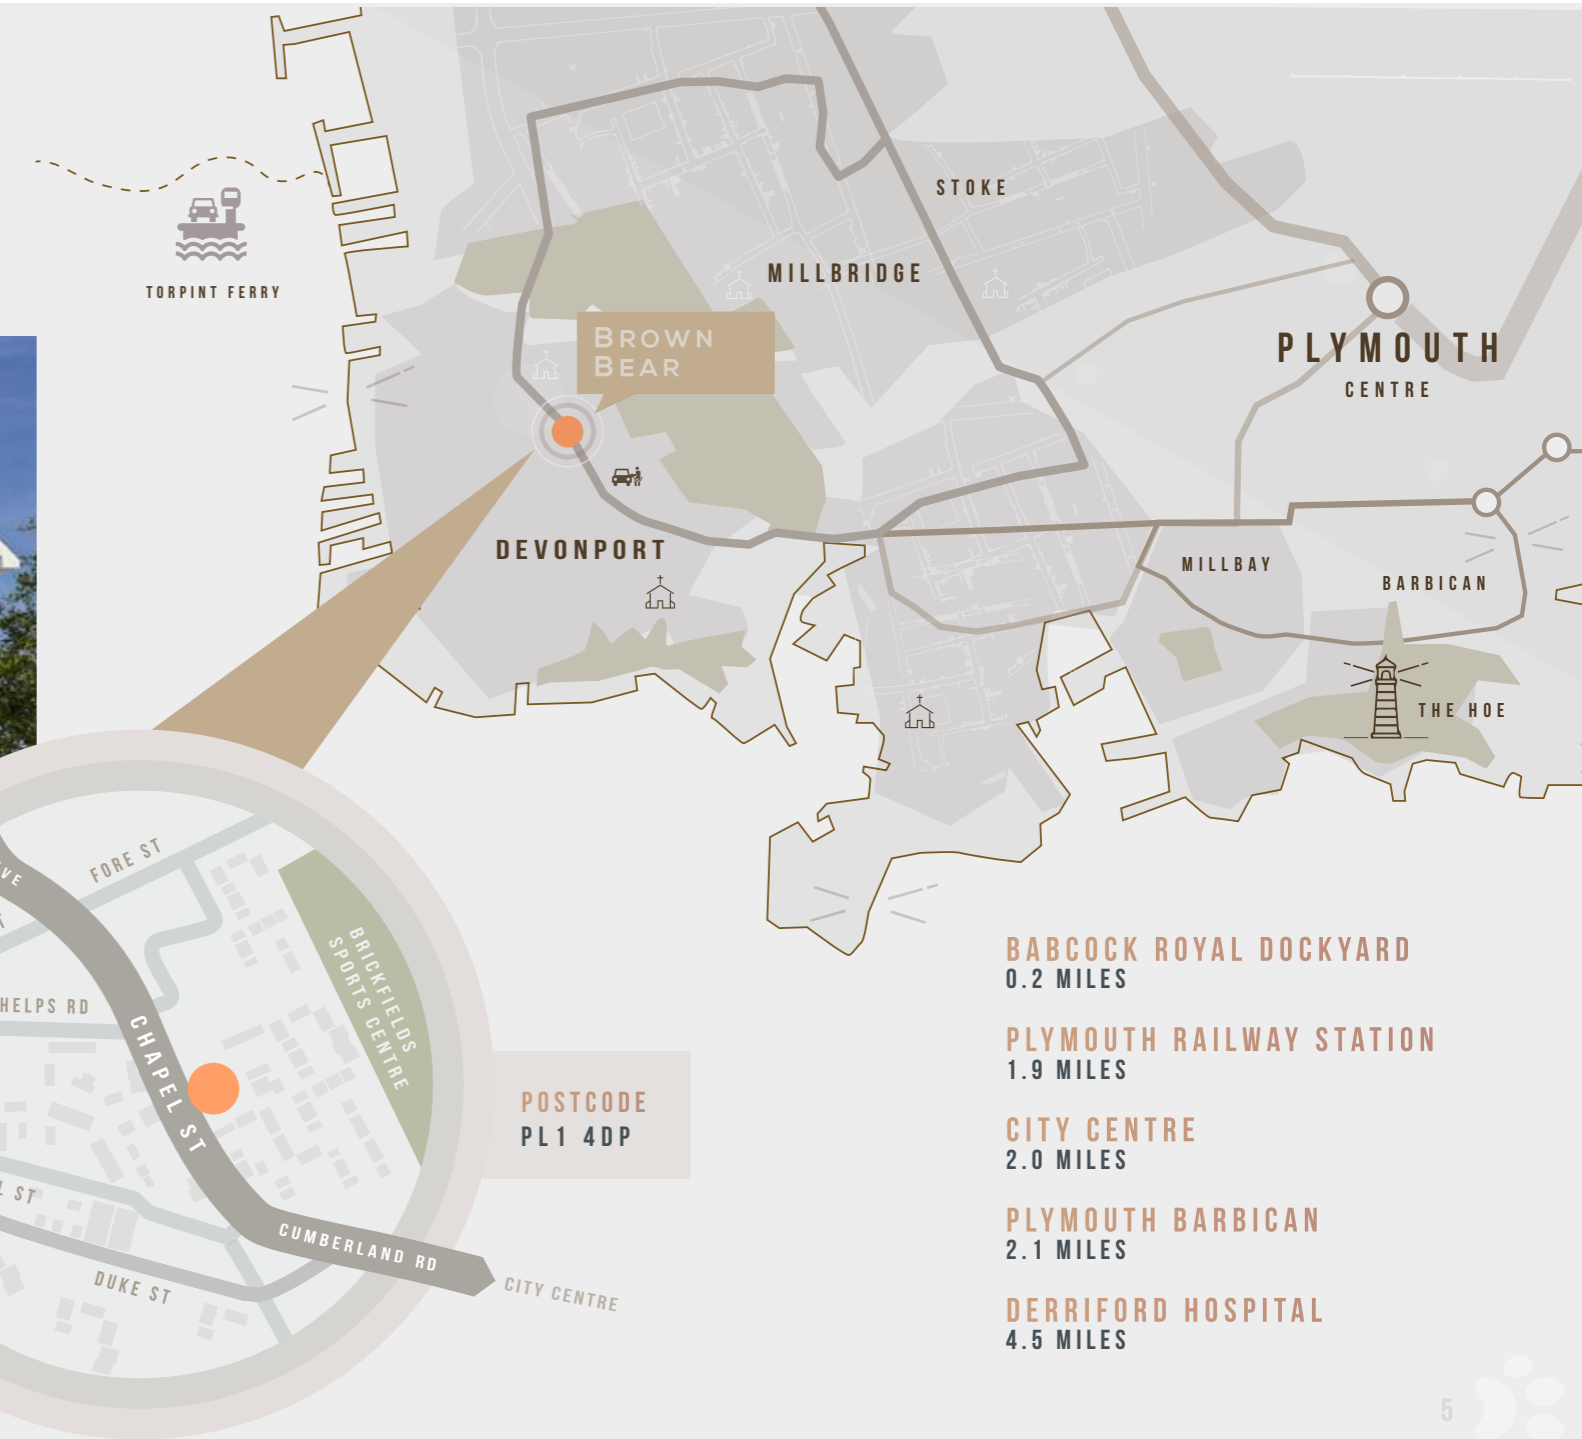 STOKE
MILLBRIDGE
TORPINT FERRY
BROWN
BEAR
PLYMOUTH
CENTRE
DEVONPORT
MILLBAY
BARBICAN
THE HOE
FORE ST
BRICKFIELDS
SPORTS CENTRE
CHAPEL ST
CUMBERLAND RD
CITY CENTRE
DUKE ST
POSTCODE
PL1 4DP
BABCOCK ROYAL DOCKYARD
0.2 MILES
PLYMOUTH RAILWAY STATION
1.9 MILES
CITY CENTRE
2.0 MILES
PLYMOUTH BARBICAN
2.1 MILES
DERRIFORD HOSPITAL
4.5 MILES
5